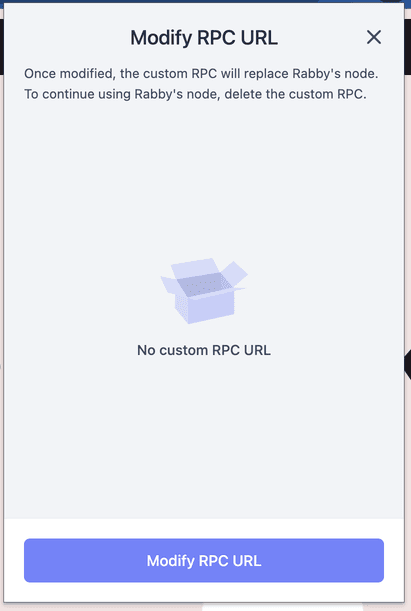 Modify RPC URL
Once modified, the custom RPC will replace Rabby's node.
To continue using Rabby's node, delete the custom RPC.
No custom RPC URL
Modify RPC URL